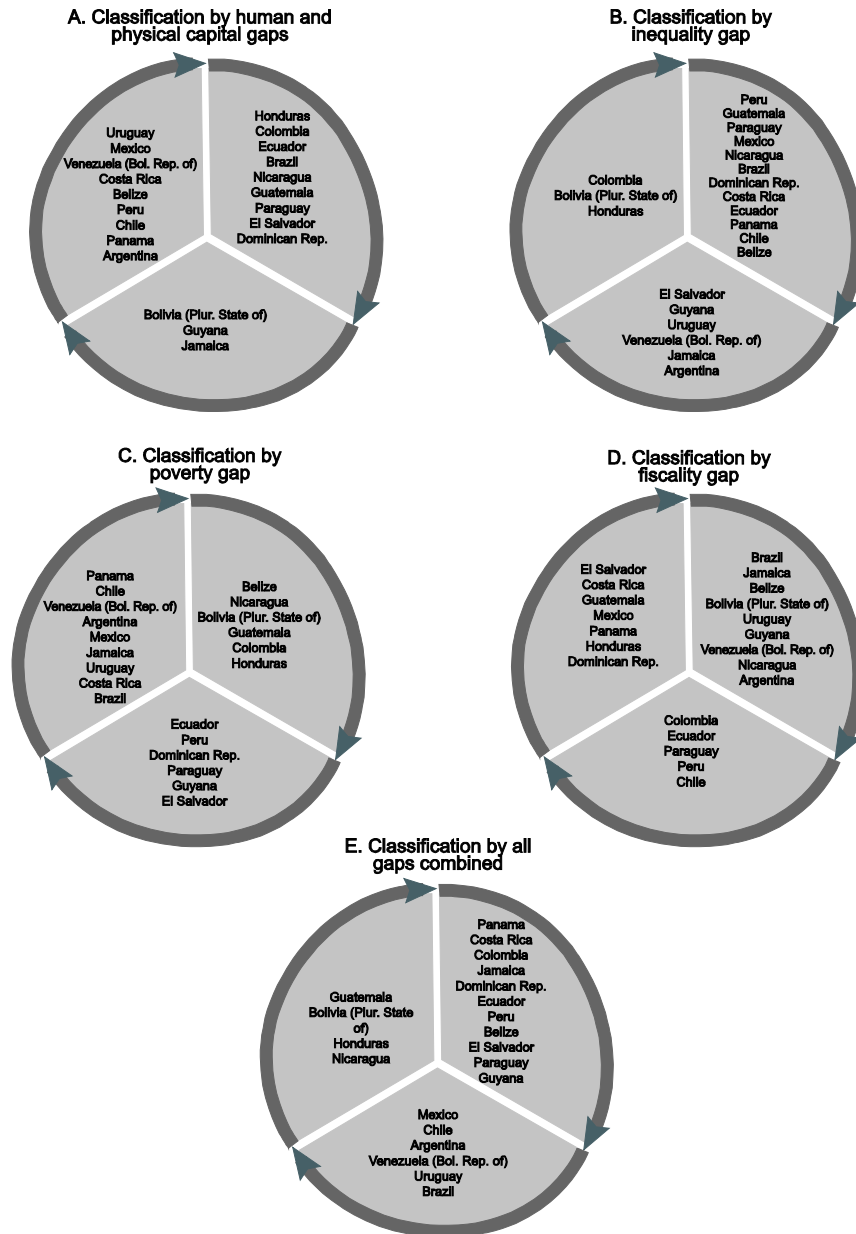 A. Classification by human and
physical capital gaps
Uruguay
Mexico
Venezuela (Bol. Rep. of)
Costa Rica
Belize
Peru
Chile
Panama
Argentina
Honduras
Colombia
Ecuador
Brazil
Nicaragua
Guatemala
Paraguay
El Salvador
Dominican Rep.
Bolivia (Plur. State of)
Guyana
Jamaica
B. Classification by
inequality gap
Colombia
Bolivia (Plur. State of)
Honduras
Peru
Guatemala
Paraguay
Mexico
Nicaragua
Brazil
Dominican Rep.
Costa Rica
Ecuador
Panama
Chile
Belize
El Salvador
Guyana
Uruguay
Venezuela (Bol. Rep. of)
Jamaica
Argentina
C. Classification by
poverty gap
Panama
Chile
Venezuela (Bol. Rep. of)
Argentina
Mexico
Jamaica
Uruguay
Costa Rica
Brazil
Belize
Nicaragua
Bolivia (Plur. State of)
Guatemala
Colombia
Honduras
Ecuador
Peru
Dominican Rep.
Paraguay
Guyana
El Salvador
D. Classification by
fiscality gap
El Salvador
Costa Rica
Guatemala
Mexico
Panama
Honduras
Dominican Rep.
Brazil
Jamaica
Belize
Bolivia (Plur. State of)
Uruguay
Guyana
Venezuela (Bol. Rep. of)
Nicaragua
Argentina
Colombia
Ecuador
Paraguay
Peru
Chile
E. Classification by all
gaps combined
Guatemala
Bolivia (Plur. State
of)
Honduras
Nicaragua
Panama
Costa Rica
Colombia
Jamaica
Dominican Rep.
Ecuador
Peru
Belize
El Salvador
Paraguay
Guyana
Mexico
Chile
Argentina
Venezuela (Bol. Rep. of)
Uruguay
Brazil